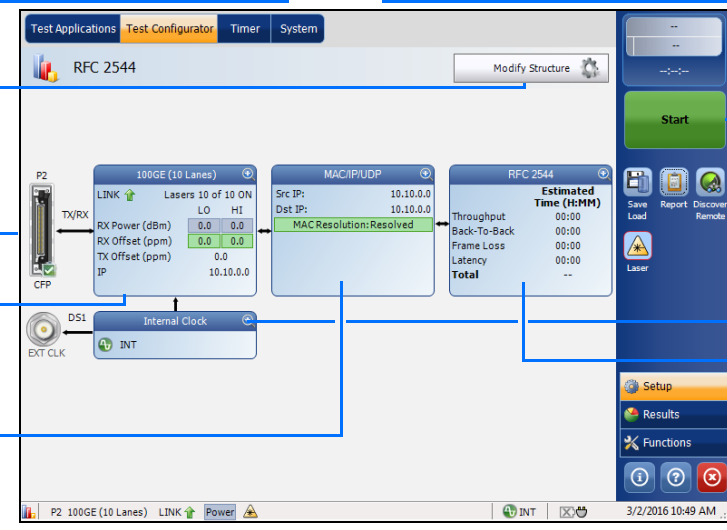 Test Applications Test Configurator Timer System
--
--
--:--:--
RFC 2544
Modify Structure
Start
P2
TX/RX
CFP
100GE (10 Lanes)
LINK Lasers 10 of 10 ON
LO HI
RX Power (dBm) 0.0 0.0
RX Offset (ppm) 0.0 0.0
TX Offset (ppm) 0.0
IP 10.10.0.0
MAC/IP/UDP
Src IP: 10.10.0.0
Dst IP: 10.10.0.0
MAC Resolution: Resolved
RFC 2544
Estimated
Time (H:MM)
Throughput 00:00
Back-To-Back 00:00
Frame Loss 00:00
Latency 00:00
Total --
Save
Load
Report
Discover
Remote
Laser
DS1
EXT CLK
Internal Clock
INT
Setup
Results
Functions
P2 100GE (10 Lanes) LINK Power INT 3/2/2016 10:49 AM